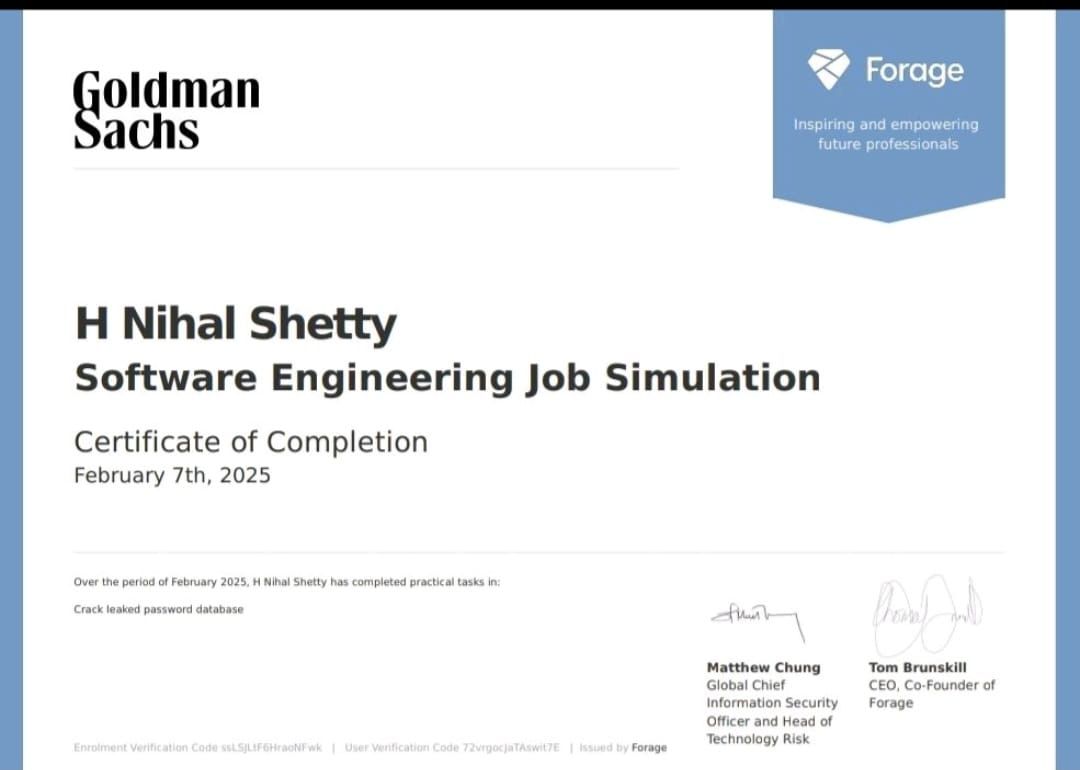 Goldman
Sachs
Forage
Inspiring and empowering
future professionals
H Nihal Shetty
Software Engineering Job Simulation
Certificate of Completion
February 7th, 2025
Over the period of February 2025, H Nihal Shetty has completed practical tasks in:
Crack leaked password database
Matthew Chung
Global Chief
Information Security
Officer and Head of
Technology Risk
Tom Brunskill
CEO, Co-Founder of
Forage
Enrolment Verification Code | User Verification Code | Issued by Forage